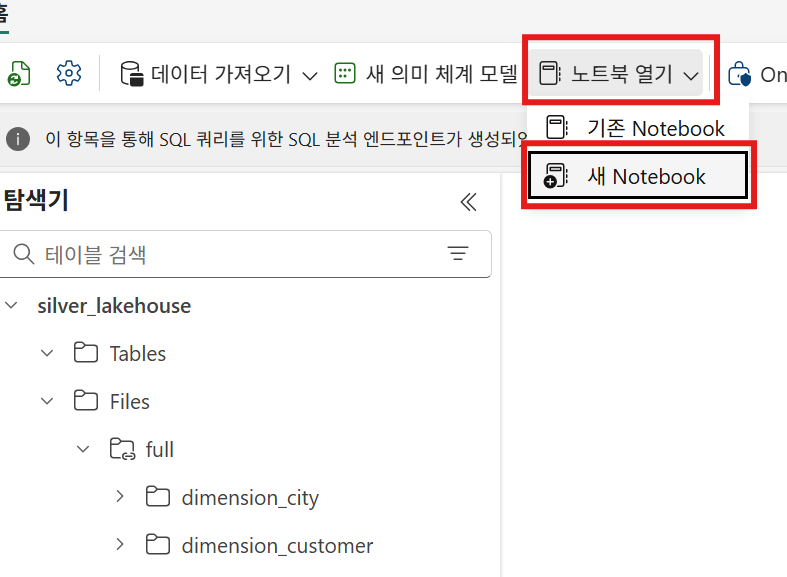 홈
데이터 가져오기 새 의미 체계 모델 노트북 열기 On
기존 Notebook
이 항목을 통해 SQL 쿼리를 위한 SQL 분석 엔드포인트가 생성되었
새 Notebook
탐색기
테이블 검색
silver_lakehouse
Tables
Files
full
dimension_city
dimension_customer